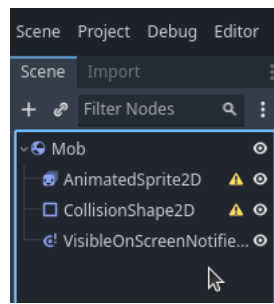 Scene Project Debug Editor
Scene Import
Filter Nodes
Mob
AnimatedSprite2D
CollisionShape2D
VisibleOnScreenNotifie...